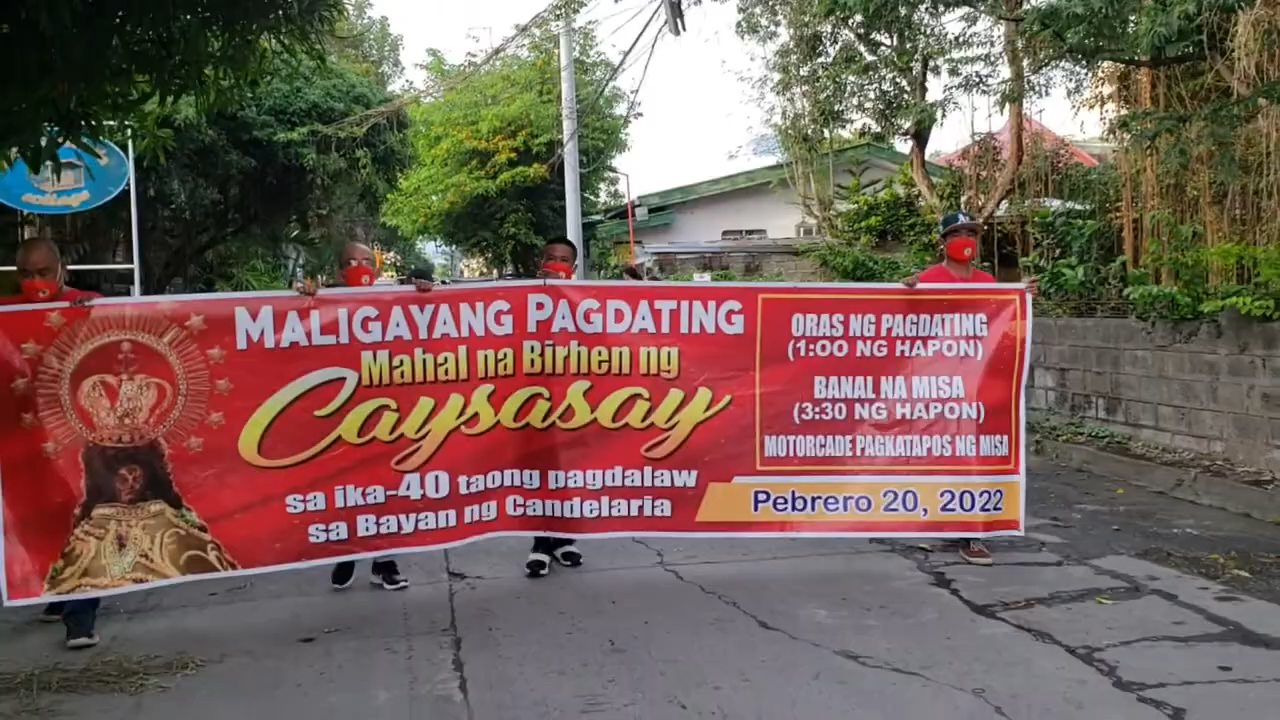 MALIGAYANG PAGDATING
Mahal na Birhen ng
Caysasay
sa ika-40 taong pagdalaw
sa Bayan ng Candelaria
ORAS NG PAGDATING
(1:00 NG HAPON)
BANAL NA MISA
(3:30 NG HAPON)
MOTORCADE PAGKATAPOS NG MISA
Pebrero 20, 2022